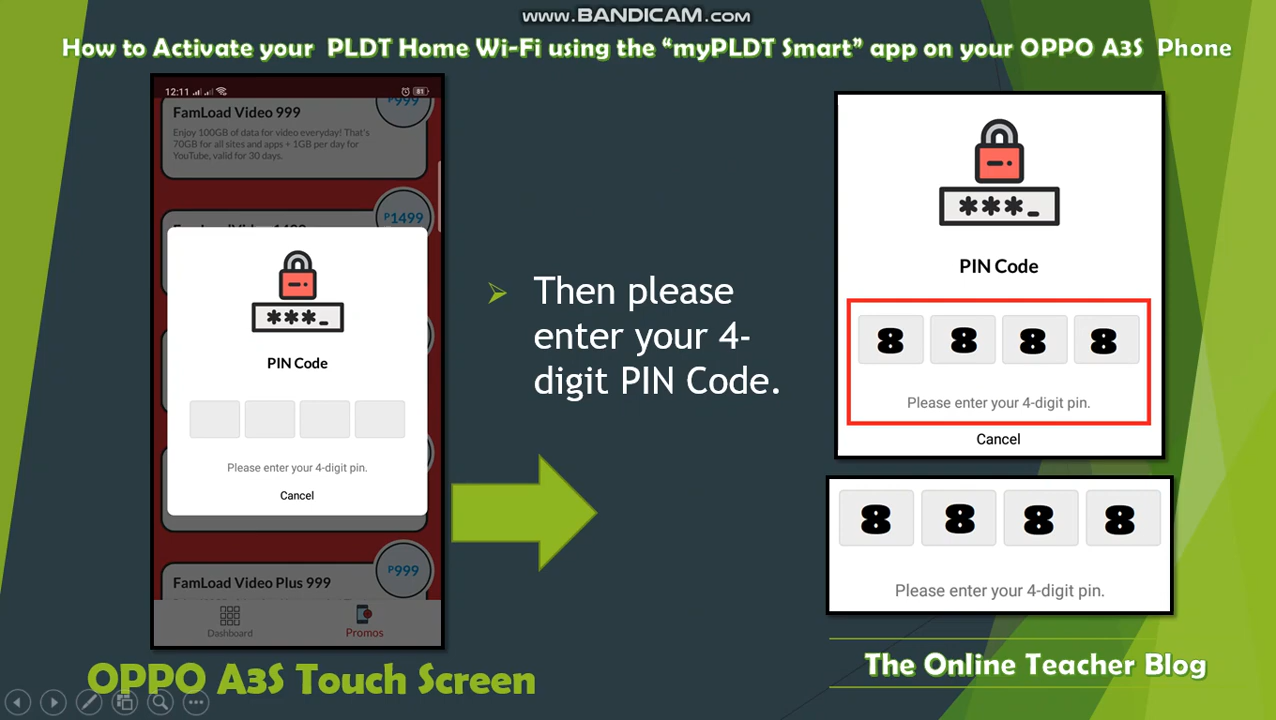 www.BANDICAM.com
How to Activate your PLDT Home Wi-Fi using the “myPLDT Smart” app on your OPPO A3S Phone
12:11
81
FamLoad Video 999
₱999
Enjoy 100GB of data for video everyday! That's
70GB for all sites and apps + 1GB per day for
YouTube, valid for 30 days.
₱1499
***_
PIN Code
Please enter your 4-digit pin.
Cancel
FamLoad Video Plus 999
₱999
Dashboard
Promos
OPPO A3S Touch Screen
➢ Then please
enter your 4-
digit PIN Code.
***_
PIN Code
8 8 8 8
Please enter your 4-digit pin.
Cancel
8 8 8 8
Please enter your 4-digit pin.
The Online Teacher Blog